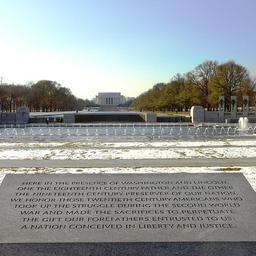 HERE IN THE PRESENCE OF WASHINGTON AND LINCOLN,
ONE THE EIGHTEENTH CENTURY FATHER AND THE OTHER
THE NINETEENTH CENTURY PRESERVER OF OUR NATION,
WE HONOR THOSE TWENTIETH CENTURY AMERICANS WHO
TOOK UP THE STRUGGLE DURING THE SECOND WORLD
WAR AND MADE THE SACRIFICES TO PERPETUATE
THE GIFT OUR FOREFATHERS ENTRUSTED TO US:
A NATION CONCEIVED IN LIBERTY AND JUSTICE.